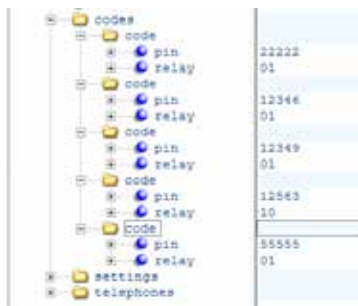 codes
code
pin 22222
relay 01
code
pin 12346
relay 01
code
pin 12349
relay 01
code
pin 12563
relay 10
code
pin 55555
relay 01
settings
telephones